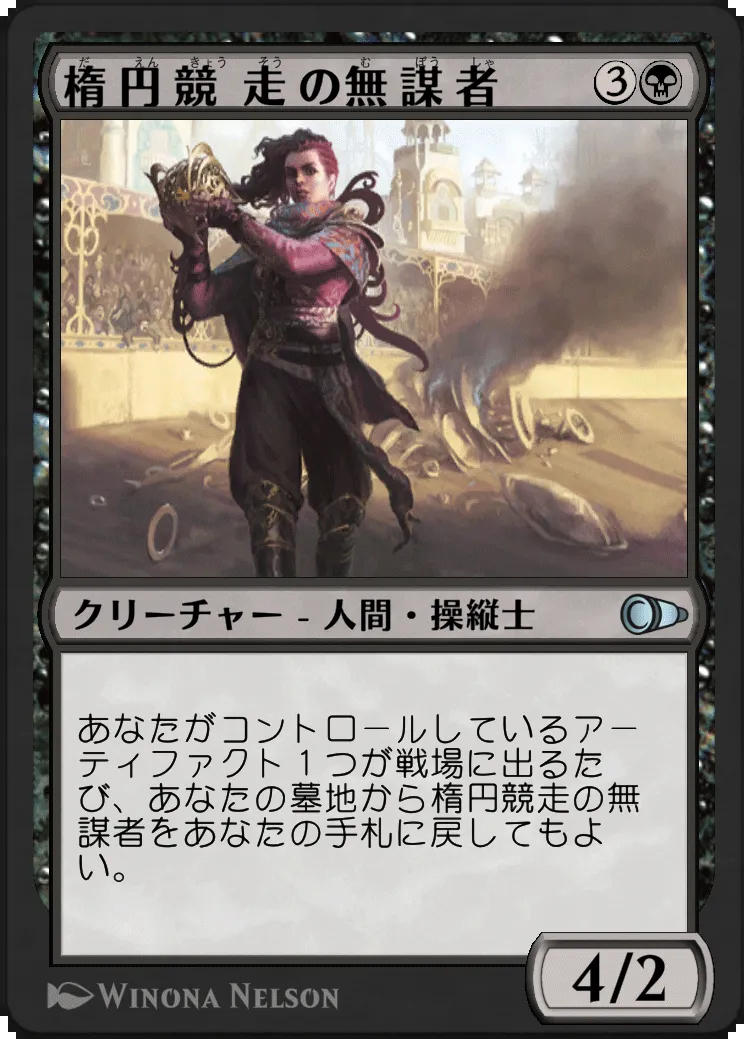 だ えん きょう そう む ぼう しゃ
楕円競走の無謀者 3
クリーチャー - 人間・操縦士
あなたがコントロールしているアー
ティファクト1つが戦場に出るた
び、あなたの墓地から楕円競走の無
謀者をあなたの手札に戻してもよ
い。
4/2
WINONA NELSON